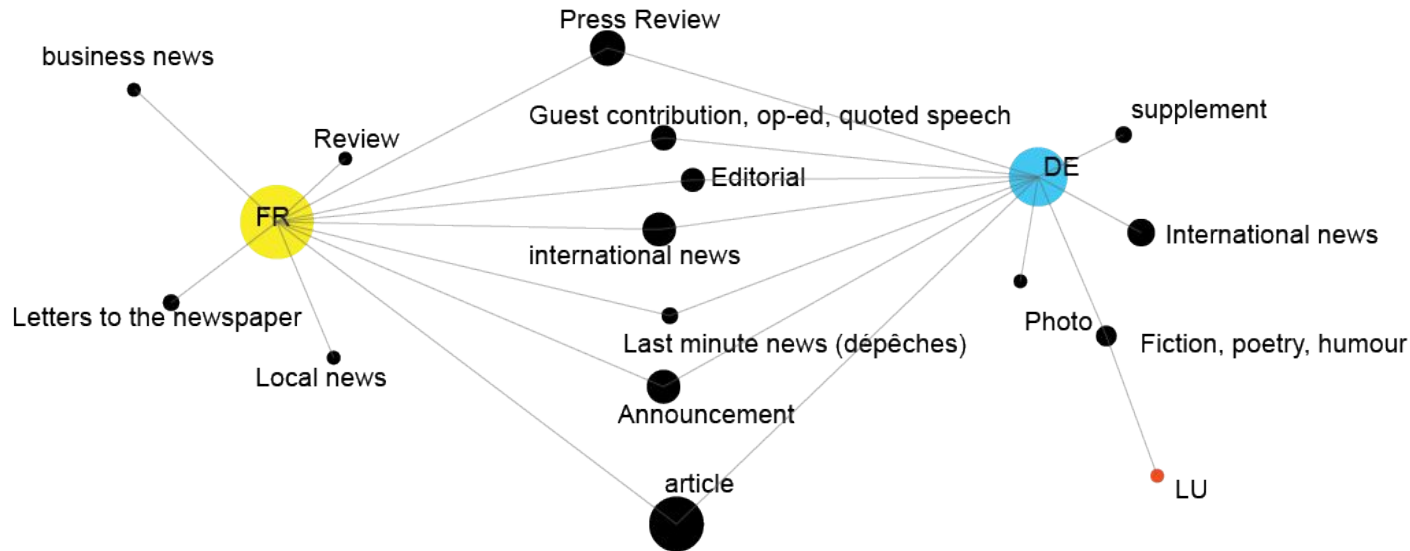 Press Review
business news
Guest contribution, op-ed, quoted speech
supplement
Review
DE
Editorial
FR
International news
international news
Letters to the newspaper
Photo
Last minute news (dépêches)
Fiction, poetry, humour
Local news
Announcement
article
LU